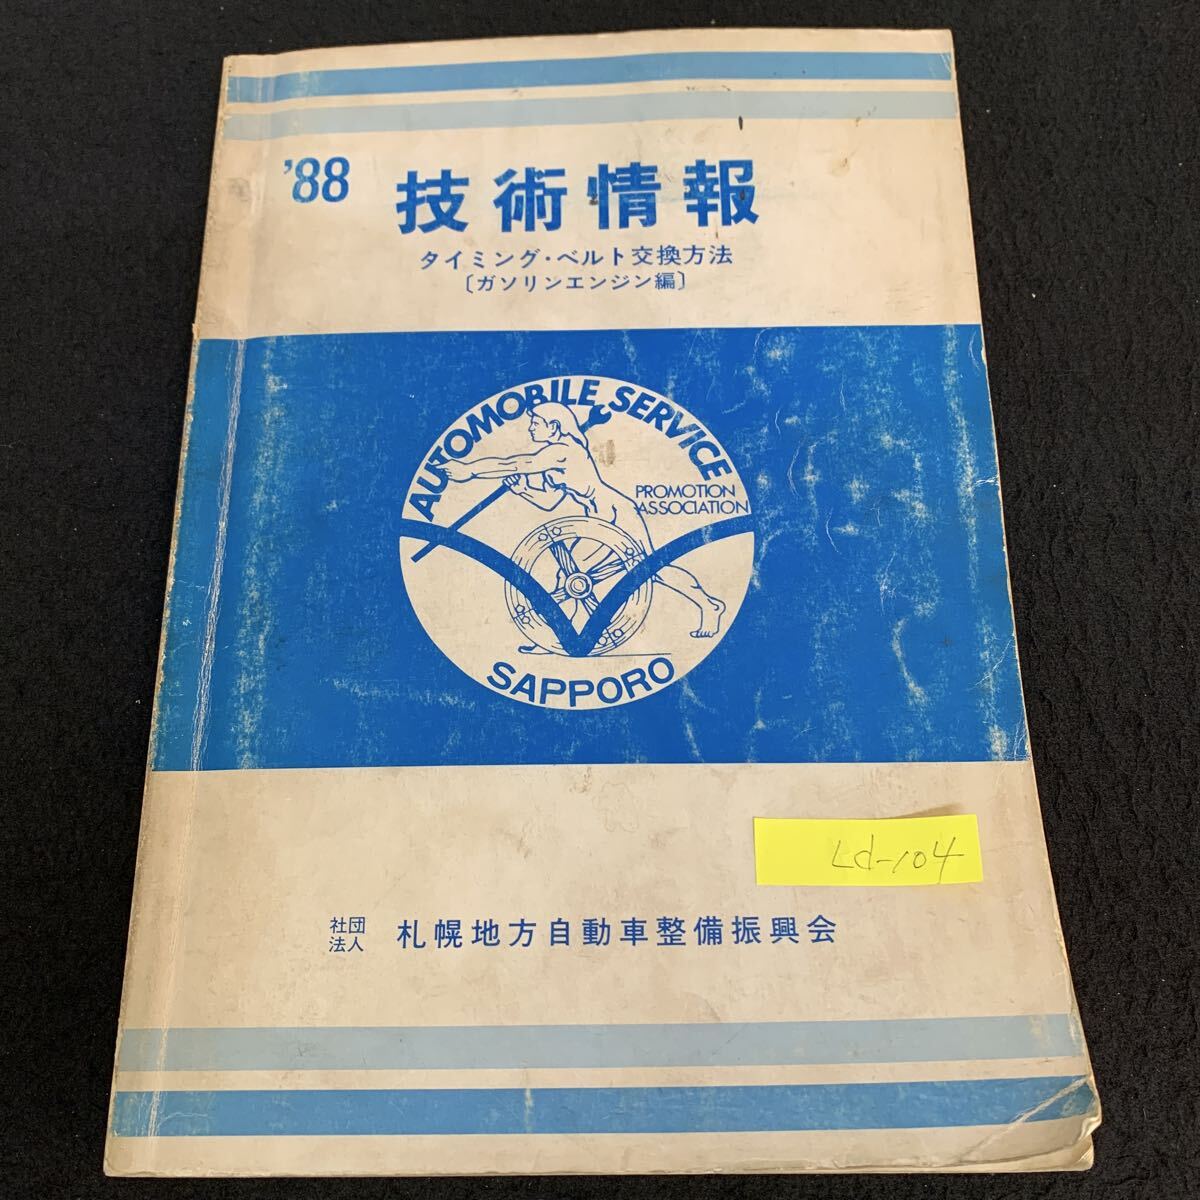 '88 技術情報
タイミング・ベルト交換方法
〔ガソリンエンジン編〕
AUTOMOBILE SERVICE
PROMOTION
ASSOCIATION
SAPPORO
Ld-104
社団法人 札幌地方自動車整備振興会